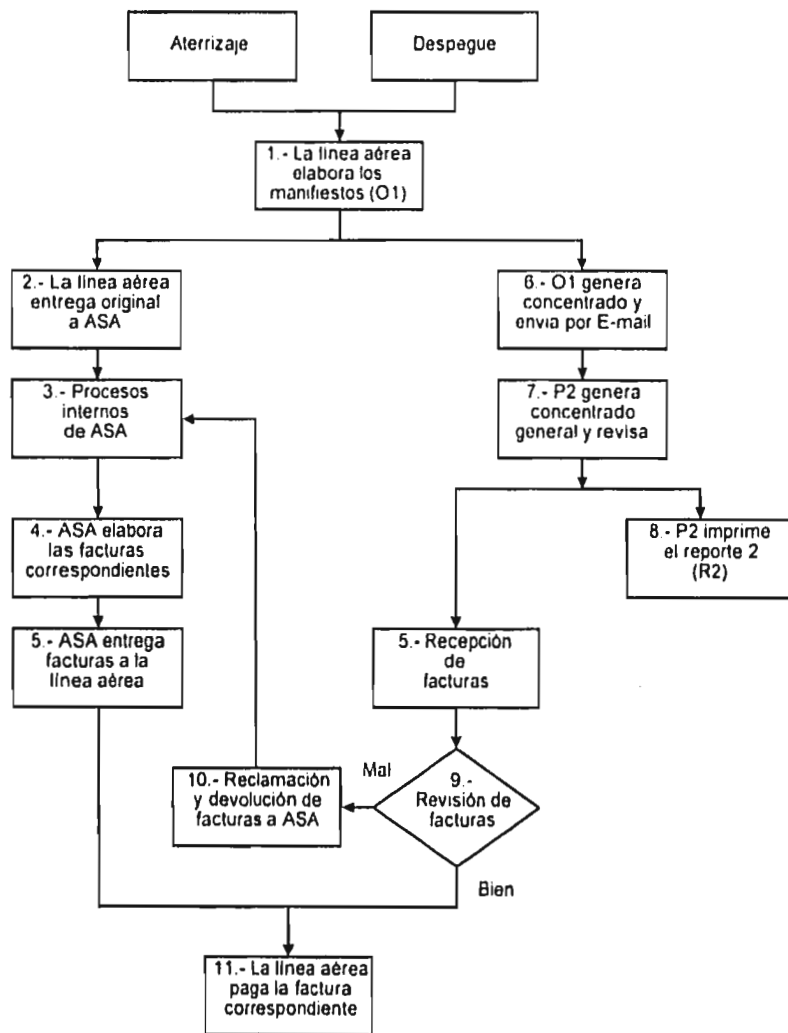 Aterrizaje
Despegue
1.- La línea aérea
elabora los
manifiestos (O1)
2.- La línea aérea
entrega original
a ASA
6.- O1 genera
concentrado y
envia por E-mail
3.- Procesos
internos
de ASA
7.- P2 genera
concentrado
general y revisa
4.- ASA elabora
las facturas
correspondientes
8.- P2 imprime
el reporte 2
(R2)
5.- ASA entrega
facturas a la
línea aérea
5.- Recepción
de
facturas
10.- Reclamación
y devolución de
facturas a ASA
Mal
9.-
Revisión de
facturas
Bien
11.- La línea aérea
paga la factura
correspondiente